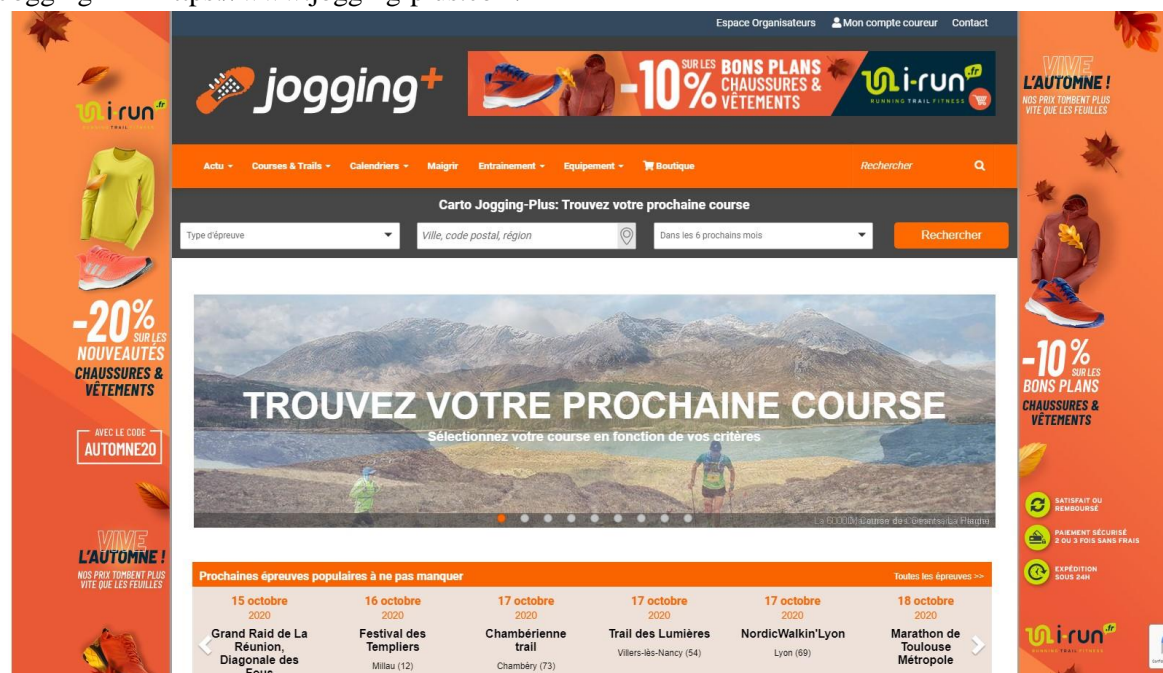 Espace Organisateurs Mon compte coureur Contact
jogging+
-10% SUR LES BONS PLANS CHAUSSURES & VÊTEMENTS
i-run.fr
RUNNING TRAIL FITNESS
Actu Courses & Trails Calendriers Maigrir Entrainement Equipement Boutique Rechercher
Carto Jogging-Plus: Trouvez votre prochaine course
Type d'épreuve Ville, code postal, région Dans les 6 prochains mois Rechercher
TROUVEZ VOTRE PROCHAINE COURSE
Sélectionnez votre course en fonction de vos critères
Prochaines épreuves populaires à ne pas manquer Toutes les épreuves >>
15 octobre
2020
Grand Raid de La
Réunion,
Diagonale des
Fous
16 octobre
2020
Festival des
Templiers
Millau (12)
17 octobre
2020
Chambérienne
trail
Chambéry (73)
17 octobre
2020
Trail des Lumières
Villers-lès-Nancy (54)
17 octobre
2020
NordicWalkin'Lyon
Lyon (69)
18 octobre
2020
Marathon de
Toulouse
Métropole
i-run.fr
RUNNING TRAIL FITNESS
-20%
SUR LES
NOUVEAUTÉS
CHAUSSURES &
VÊTEMENTS
AVEC LE CODE
AUTOMNE20
VIVE
L'AUTOMNE !
NOS PRIX TOMBENT PLUS
VITE QUE LES FEUILLES
VIVE
L'AUTOMNE !
NOS PRIX TOMBENT PLUS
VITE QUE LES FEUILLES
-10%
SUR LES
BONS PLANS
CHAUSSURES &
VÊTEMENTS
SATISFAIT OU
REMBOURSÉ
PAIEMENT SÉCURISÉ
2 OU 3 FOIS SANS FRAIS
EXPÉDITION
SOUS 24H
i-run.fr
RUNNING TRAIL FITNESS